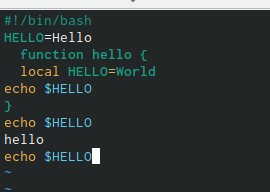 #!/bin/bash
HELLO=Hello
  function hello {
  local HELLO=World
echo $HELLO
}
echo $HELLO
hello
echo $HELLO
~
~